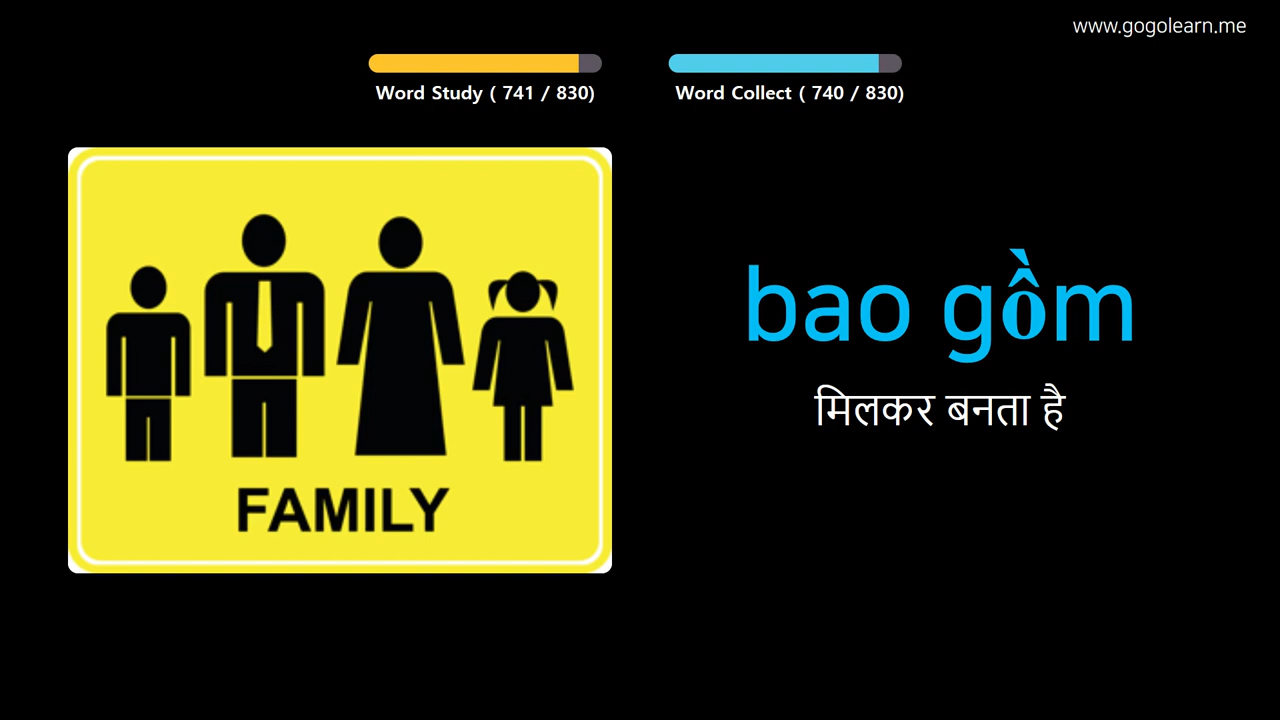 www.gogolearn.me
Word Study ( 741 / 830)
Word Collect ( 740 / 830)
FAMILY
bao gồm
मिलकर बनता है